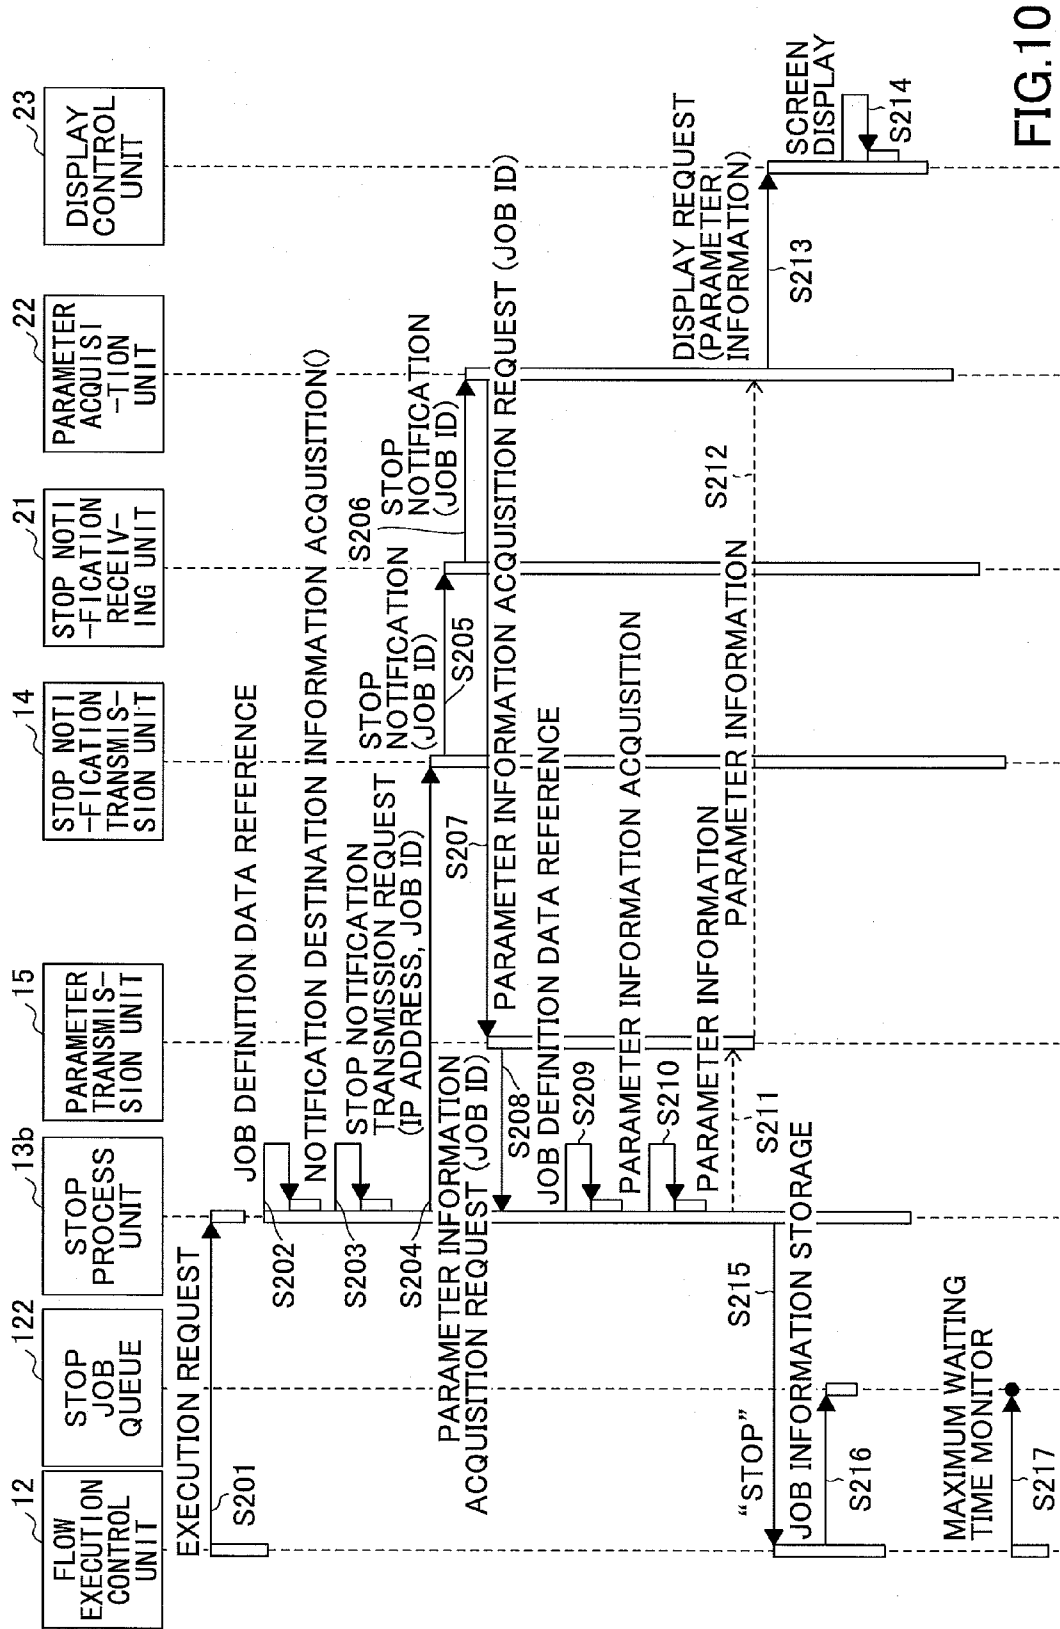 12
FLOW
EXECUTION
CONTROL
UNIT
122
STOP
JOB
QUEUE
13b
STOP
PROCESS
UNIT
15
PARAMETER
TRANSMIS-
SION UNIT
14
STOP NOTI
-FICATION
TRANSMIS-
SION UNIT
21
STOP NOTI
-FICATION
RECEIV-
ING UNIT
22
PARAMETER
ACQUISI
-TION
UNIT
23
DISPLAY
CONTROL
UNIT
EXECUTION REQUEST
S201
JOB DEFINITION DATA REFERENCE
S202
NOTIFICATION DESTINATION INFORMATION ACQUISITION()
S203
STOP NOTIFICATION
TRANSMISSION REQUEST
(IP ADDRESS, JOB ID)
S204
STOP
NOTIFICATION
(JOB ID)
S205
S206
STOP
NOTIFICATION
(JOB ID)
S207
PARAMETER INFORMATION ACQUISITION REQUEST (JOB ID)
PARAMETER INFORMATION
ACQUISITION REQUEST (JOB ID)
S208
JOB DEFINITION DATA REFERENCE
S209
PARAMETER INFORMATION ACQUISITION
S210
PARAMETER INFORMATION
S211
PARAMETER INFORMATION
S212
DISPLAY REQUEST
(PARAMETER
INFORMATION)
S213
SCREEN
DISPLAY
S214
"STOP"
S215
JOB INFORMATION STORAGE
S216
MAXIMUM WAITING
TIME MONITOR
S217
FIG.10